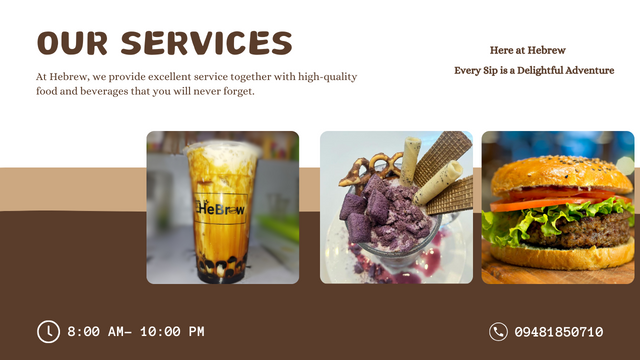 OUR SERVICES
At Hebrew, we provide excellent service together with high-quality
food and beverages that you will never forget.
Here at Hebrew
Every Sip is a Delightful Adventure
HeBrew
8:00 AM– 10:00 PM
09481850710